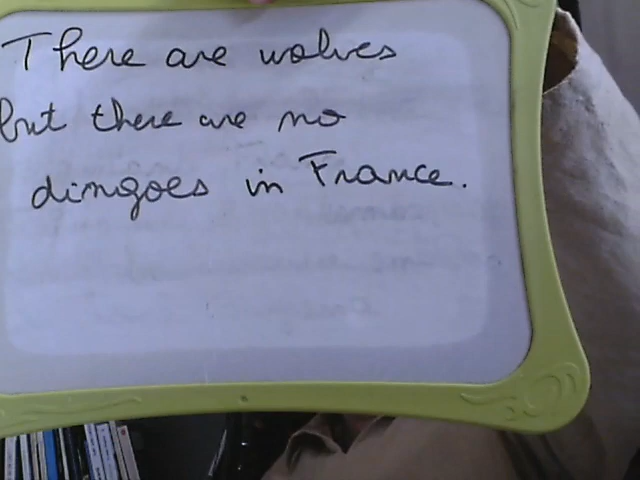 There are wolves
but there are no
dingoes in France.